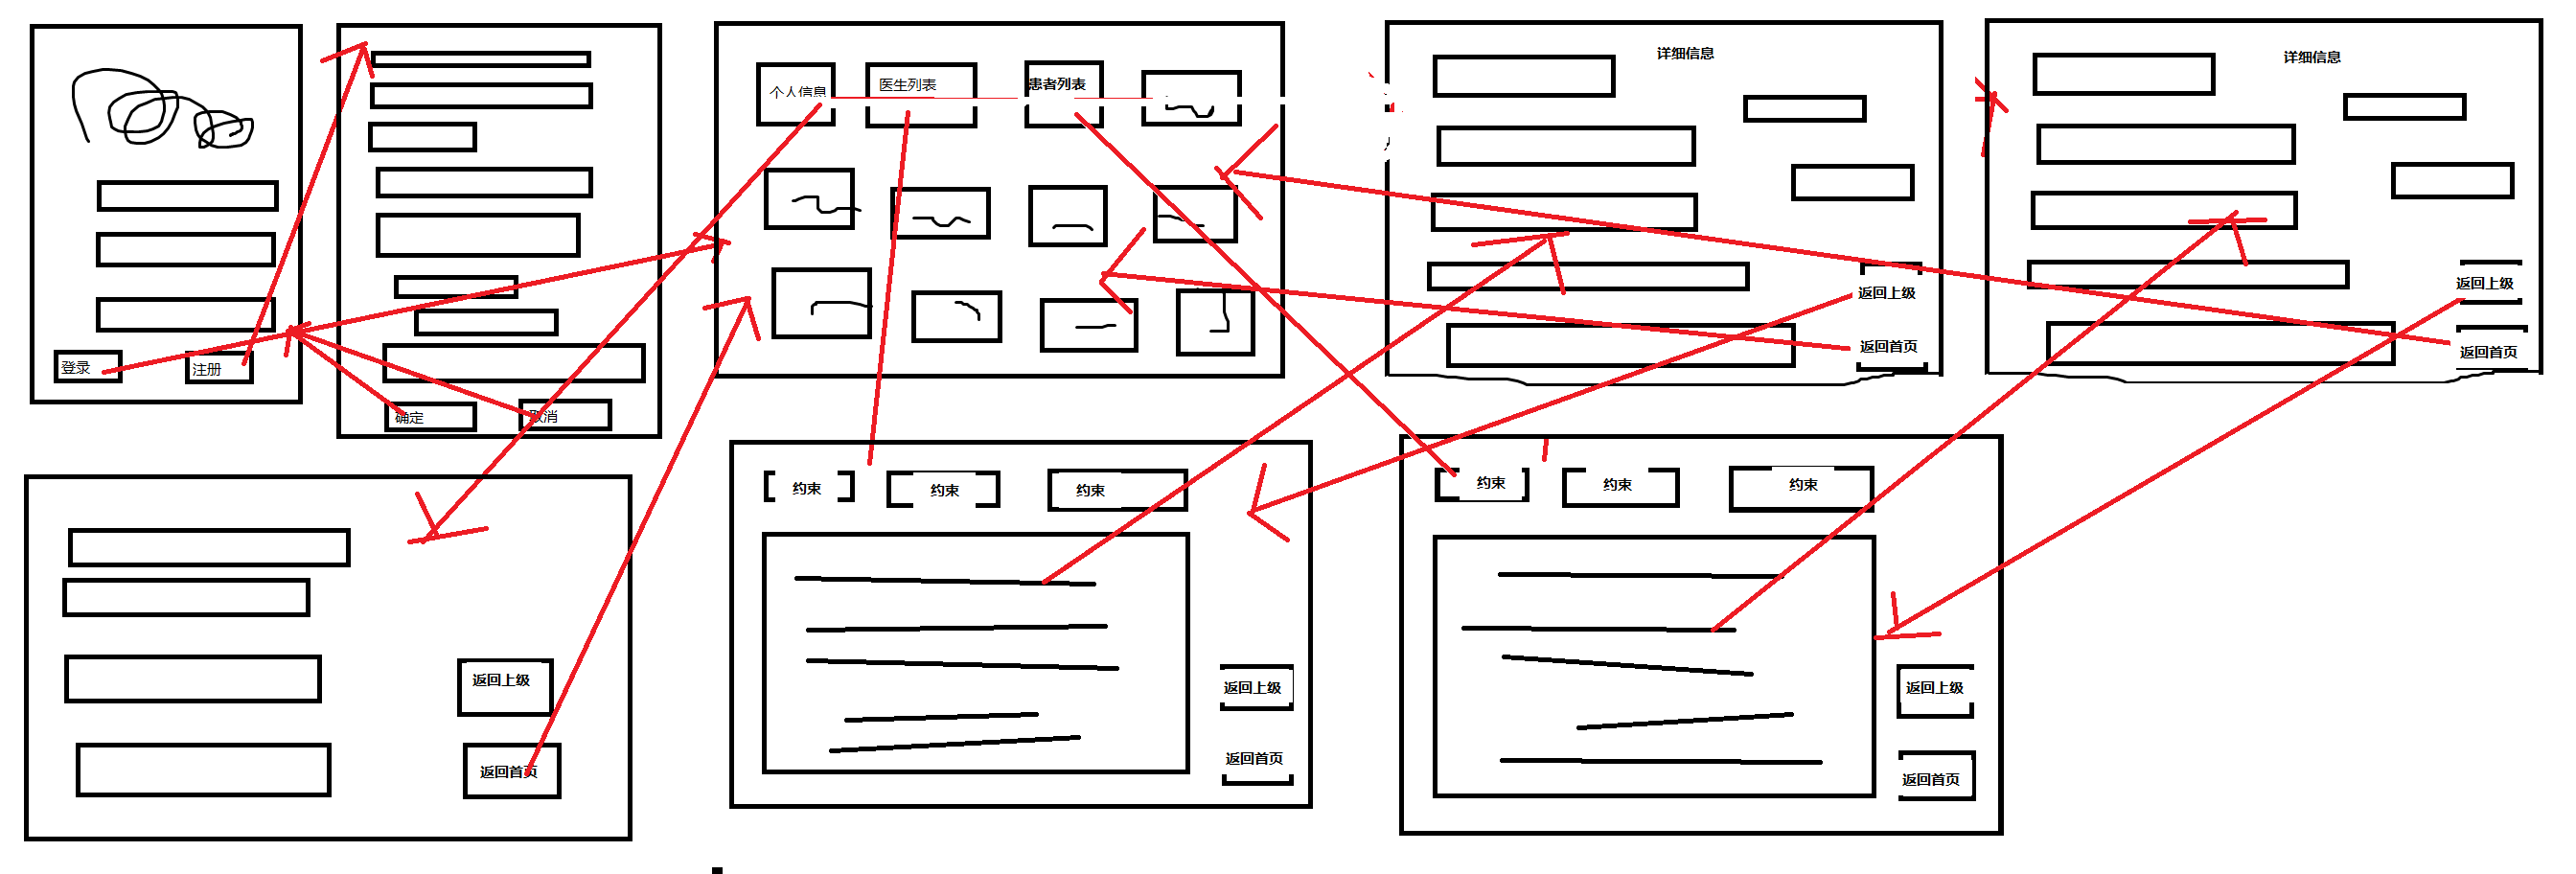 登录
注册
确定
取消
个人信息
医生列表
患者列表
详细信息
返回上级
返回首页
详细信息
返回上级
返回首页
返回上级
返回首页
约束
约束
约束
返回上级
返回首页
约束
约束
约束
返回上级
返回首页